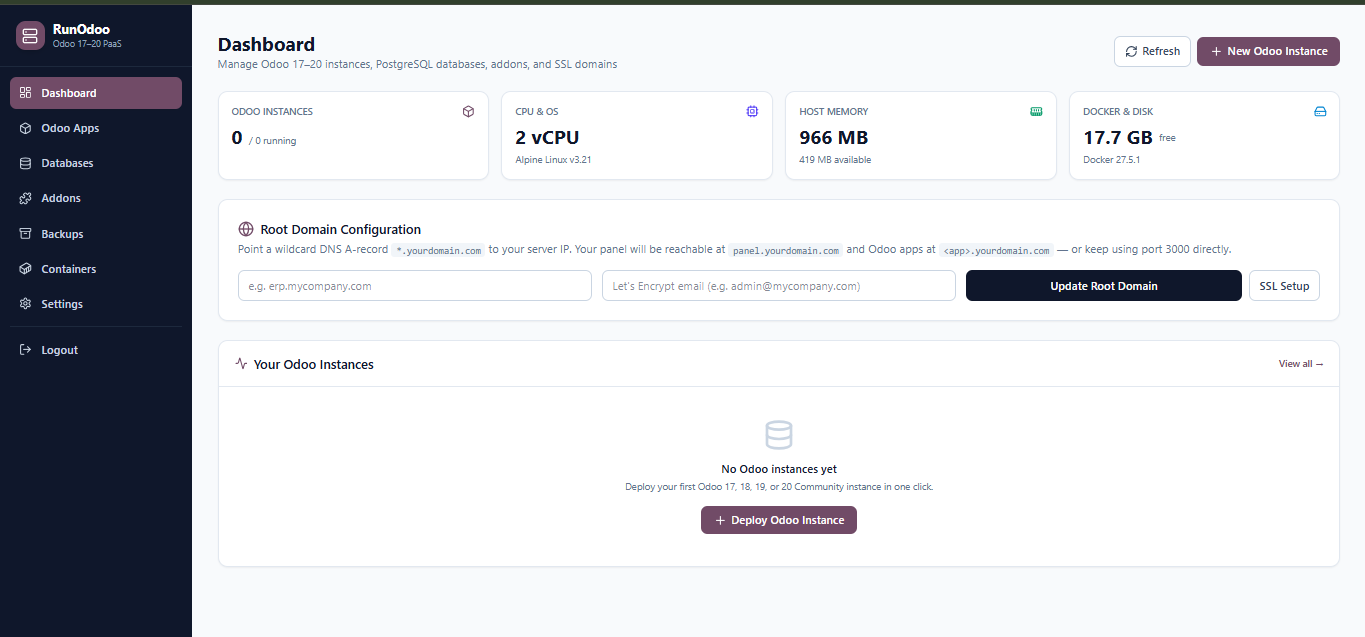 RunOdoo
Odoo 17–20 PaaS
Dashboard
Odoo Apps
Databases
Addons
Backups
Containers
Settings
Logout
Dashboard
Manage Odoo 17–20 instances, PostgreSQL databases, addons, and SSL domains
Refresh
+ New Odoo Instance
ODOO INSTANCES
0 / 0 running
CPU & OS
2 vCPU
Alpine Linux v3.21
HOST MEMORY
966 MB
419 MB available
DOCKER & DISK
17.7 GB free
Docker 27.5.1
Root Domain Configuration
Point a wildcard DNS A-record *.yourdomain.com to your server IP. Your panel will be reachable at panel.yourdomain.com and Odoo apps at <app>.yourdomain.com — or keep using port 3000 directly.
e.g. erp.mycompany.com
Let's Encrypt email (e.g. admin@mycompany.com)
Update Root Domain
SSL Setup
Your Odoo Instances
View all →
No Odoo instances yet
Deploy your first Odoo 17, 18, 19, or 20 Community instance in one click.
+ Deploy Odoo Instance